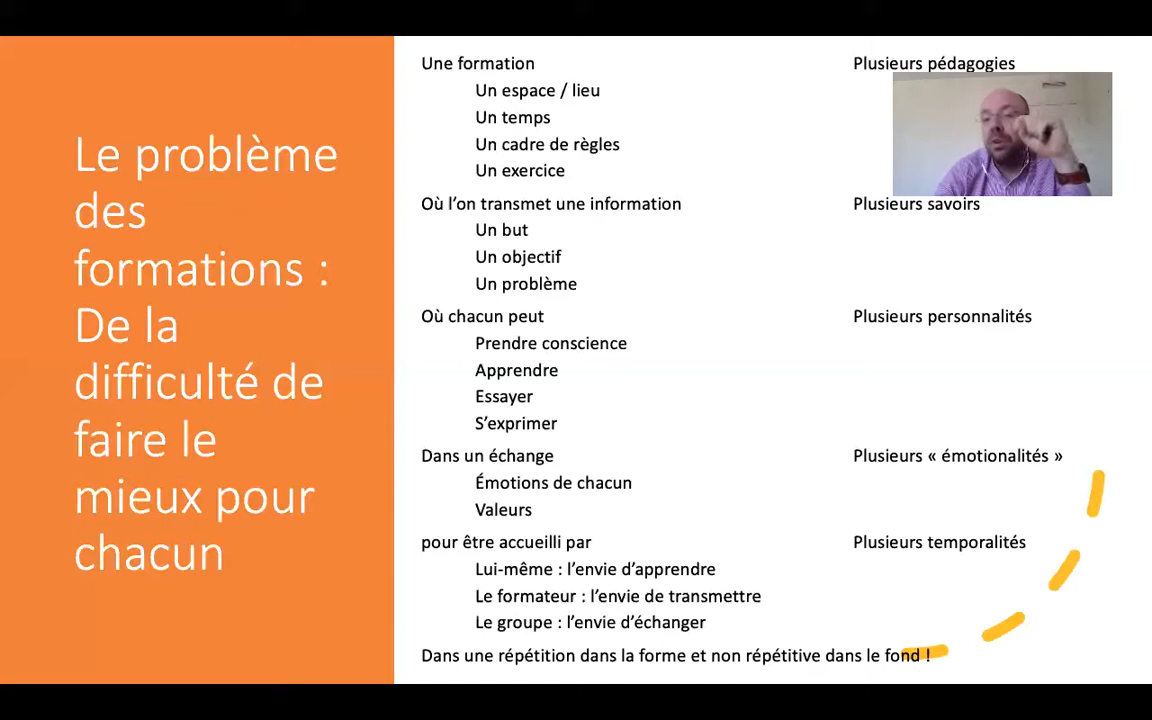 Le problème
des
formations :
De la
difficulté de
faire le
mieux pour
chacun
Une formation
Plusieurs pédagogies
Un espace / lieu
Un temps
Un cadre de règles
Un exercice
Où l’on transmet une information
Plusieurs savoirs
Un but
Un objectif
Un problème
Où chacun peut
Plusieurs personnalités
Prendre conscience
Apprendre
Essayer
S’exprimer
Dans un échange
Plusieurs « émotionalités »
Émotions de chacun
Valeurs
pour être accueilli par
Plusieurs temporalités
Lui-même : l’envie d’apprendre
Le formateur : l’envie de transmettre
Le groupe : l’envie d’échanger
Dans une répétition dans la forme et non répétitive dans le fond !